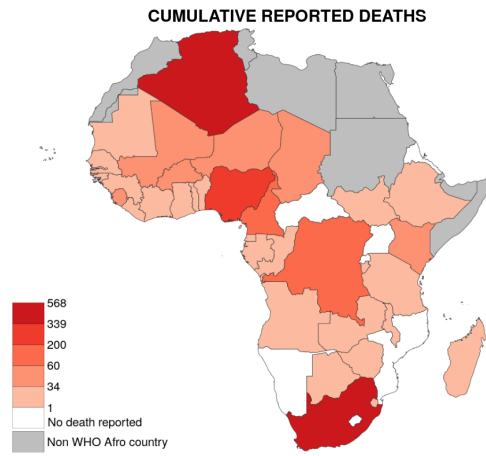 CUMULATIVE REPORTED DEATHS
568
339
200
60
34
1
No death reported
Non WHO Afro country